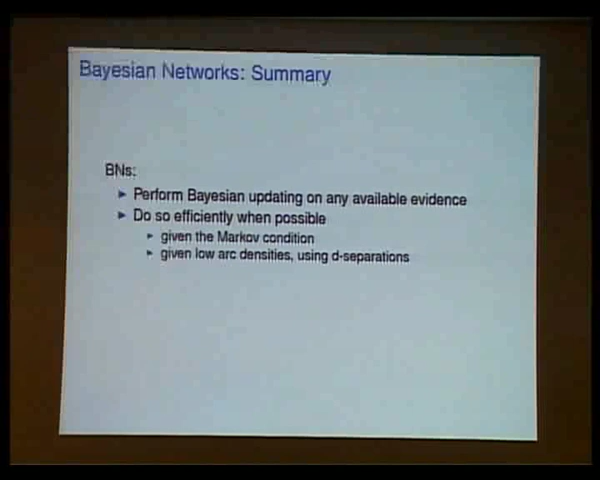 Bayesian Networks: Summary
BNs:
Perform Bayesian updating on any available evidence
Do so efficiently when possible
given the Markov condition
given low arc densities, using d-separations